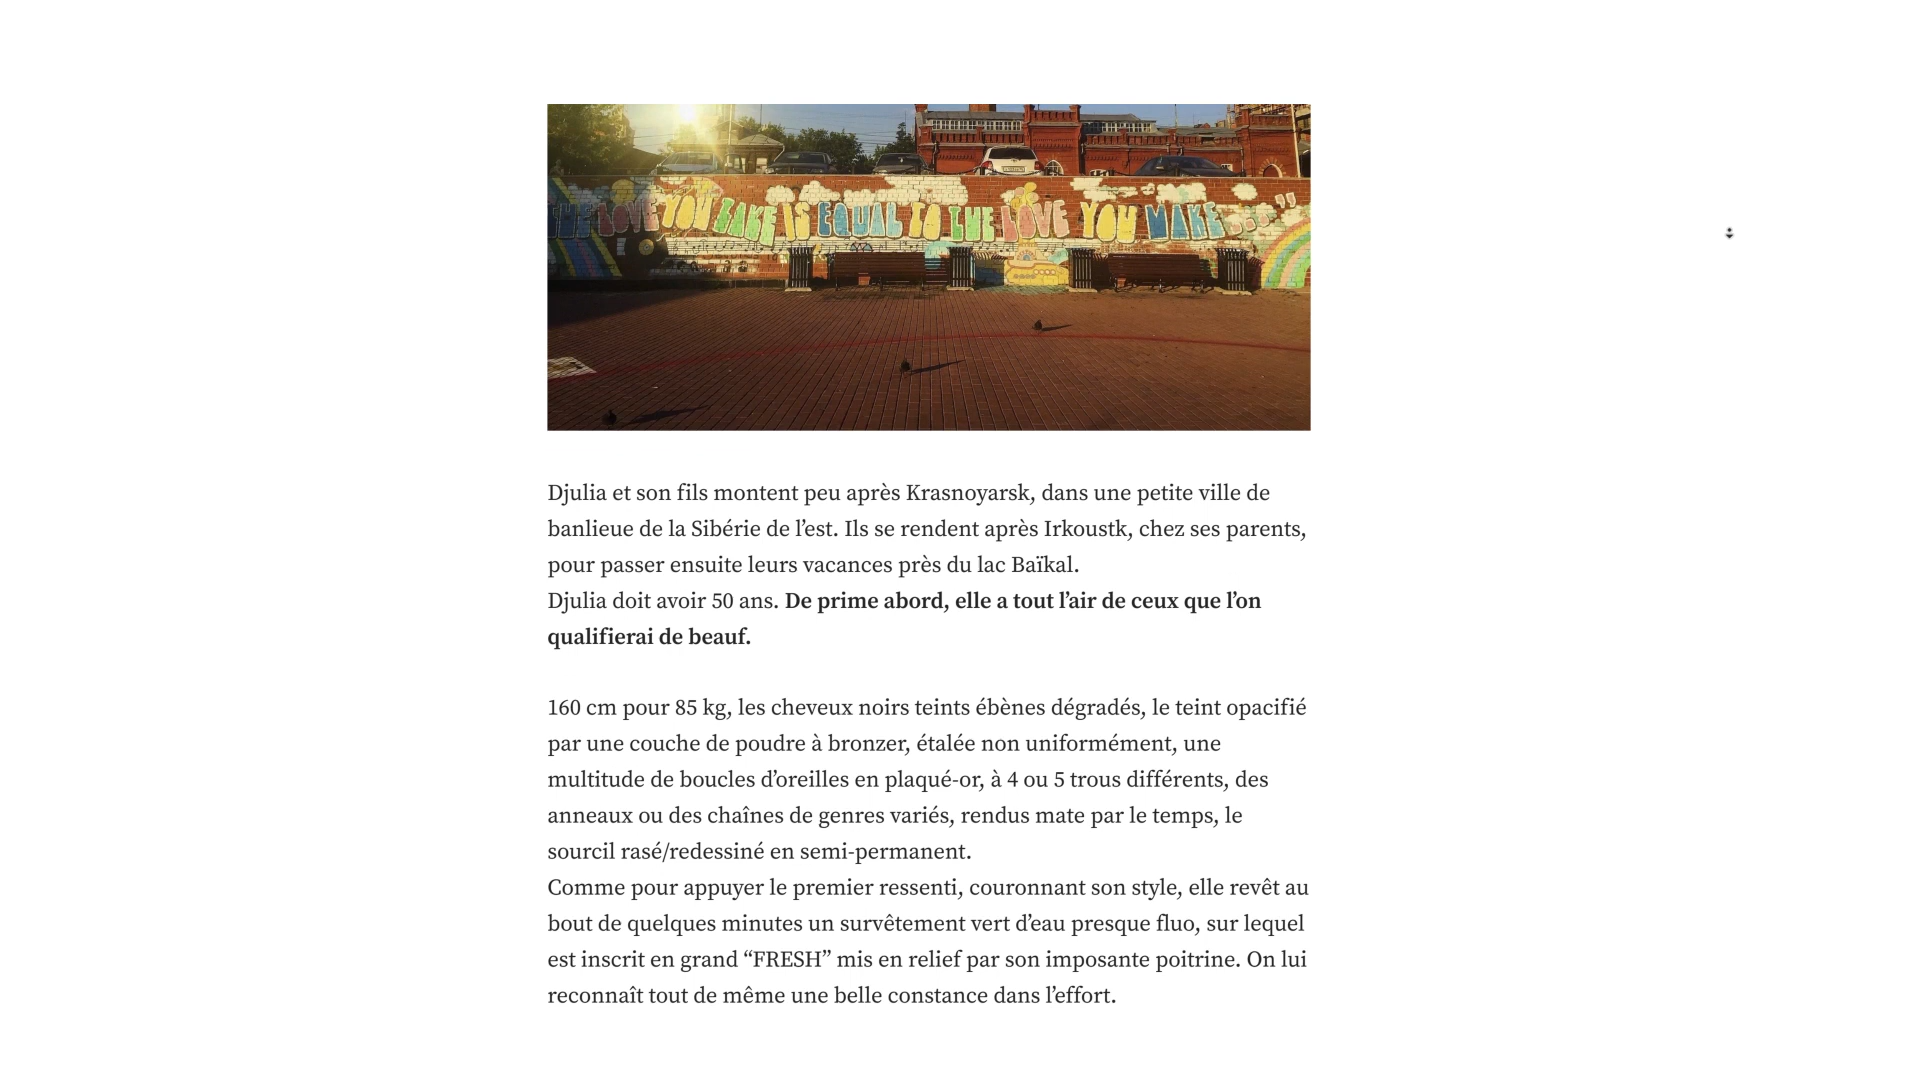 THE LOVE YOU TAKE IS EQUAL TO THE LOVE YOU MAKE..."
Djulia et son fils montent peu après Krasnoyarsk, dans une petite ville de
banlieue de la Sibérie de l’est. Ils se rendent après Irkoustk, chez ses parents,
pour passer ensuite leurs vacances près du lac Baïkal.
Djulia doit avoir 50 ans. De prime abord, elle a tout l’air de ceux que l’on
qualifierai de beauf.
160 cm pour 85 kg, les cheveux noirs teints ébènes dégradés, le teint opacifié
par une couche de poudre à bronzer, étalée non uniformément, une
multitude de boucles d’oreilles en plaqué-or, à 4 ou 5 trous différents, des
anneaux ou des chaînes de genres variés, rendus mate par le temps, le
sourcil rasé/redessiné en semi-permanent.
Comme pour appuyer le premier ressenti, couronnant son style, elle revêt au
bout de quelques minutes un survêtement vert d’eau presque fluo, sur lequel
est inscrit en grand “FRESH” mis en relief par son imposante poitrine. On lui
reconnaît tout de même une belle constance dans l’effort.